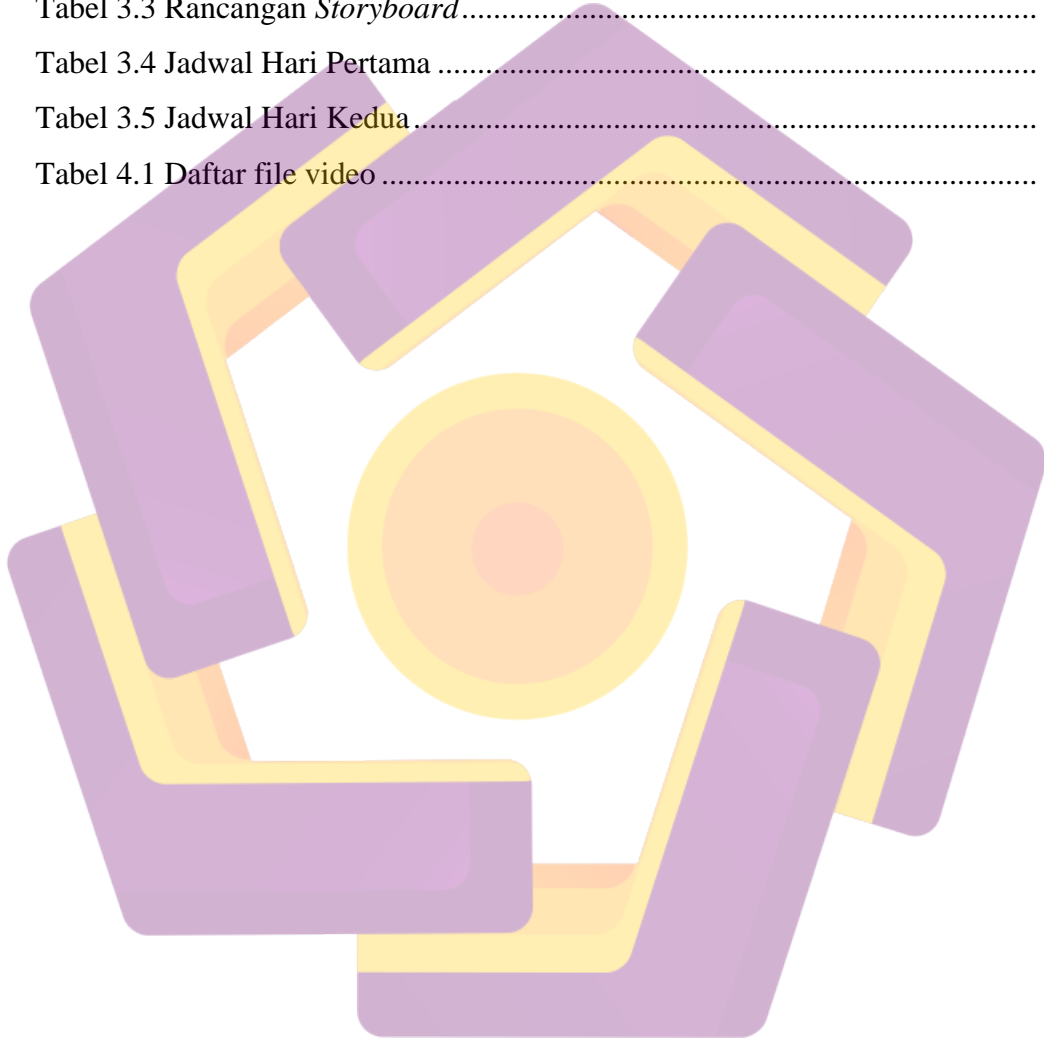 Tabel 3.3 Rancangan Storyboard........................................................................
Tabel 3.4 Jadwal Hari Pertama ..........................................................................
Tabel 3.5 Jadwal Hari Kedua.............................................................................
Tabel 4.1 Daftar file video .................................................................................